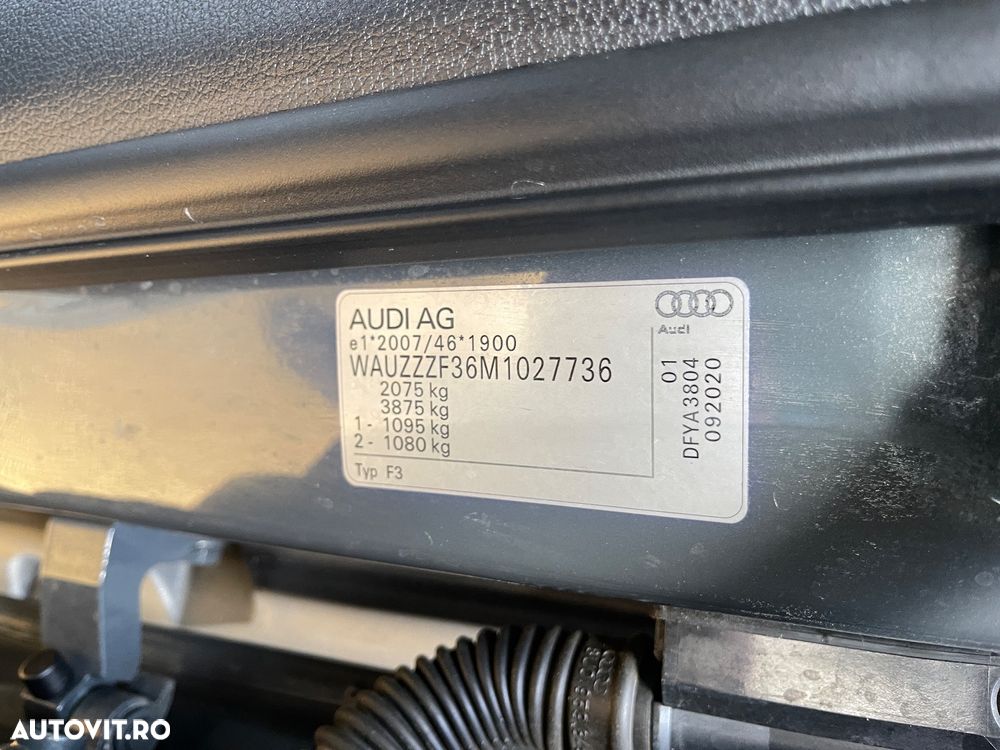 AUDI AG
e1*2007/46*1900
WAUZZZF36M1027736
2075 kg
3875 kg
1 - 1095 kg
2 - 1080 kg
Typ F3
Audi
01
DFYA3804
092020
AUTOVIT.RO